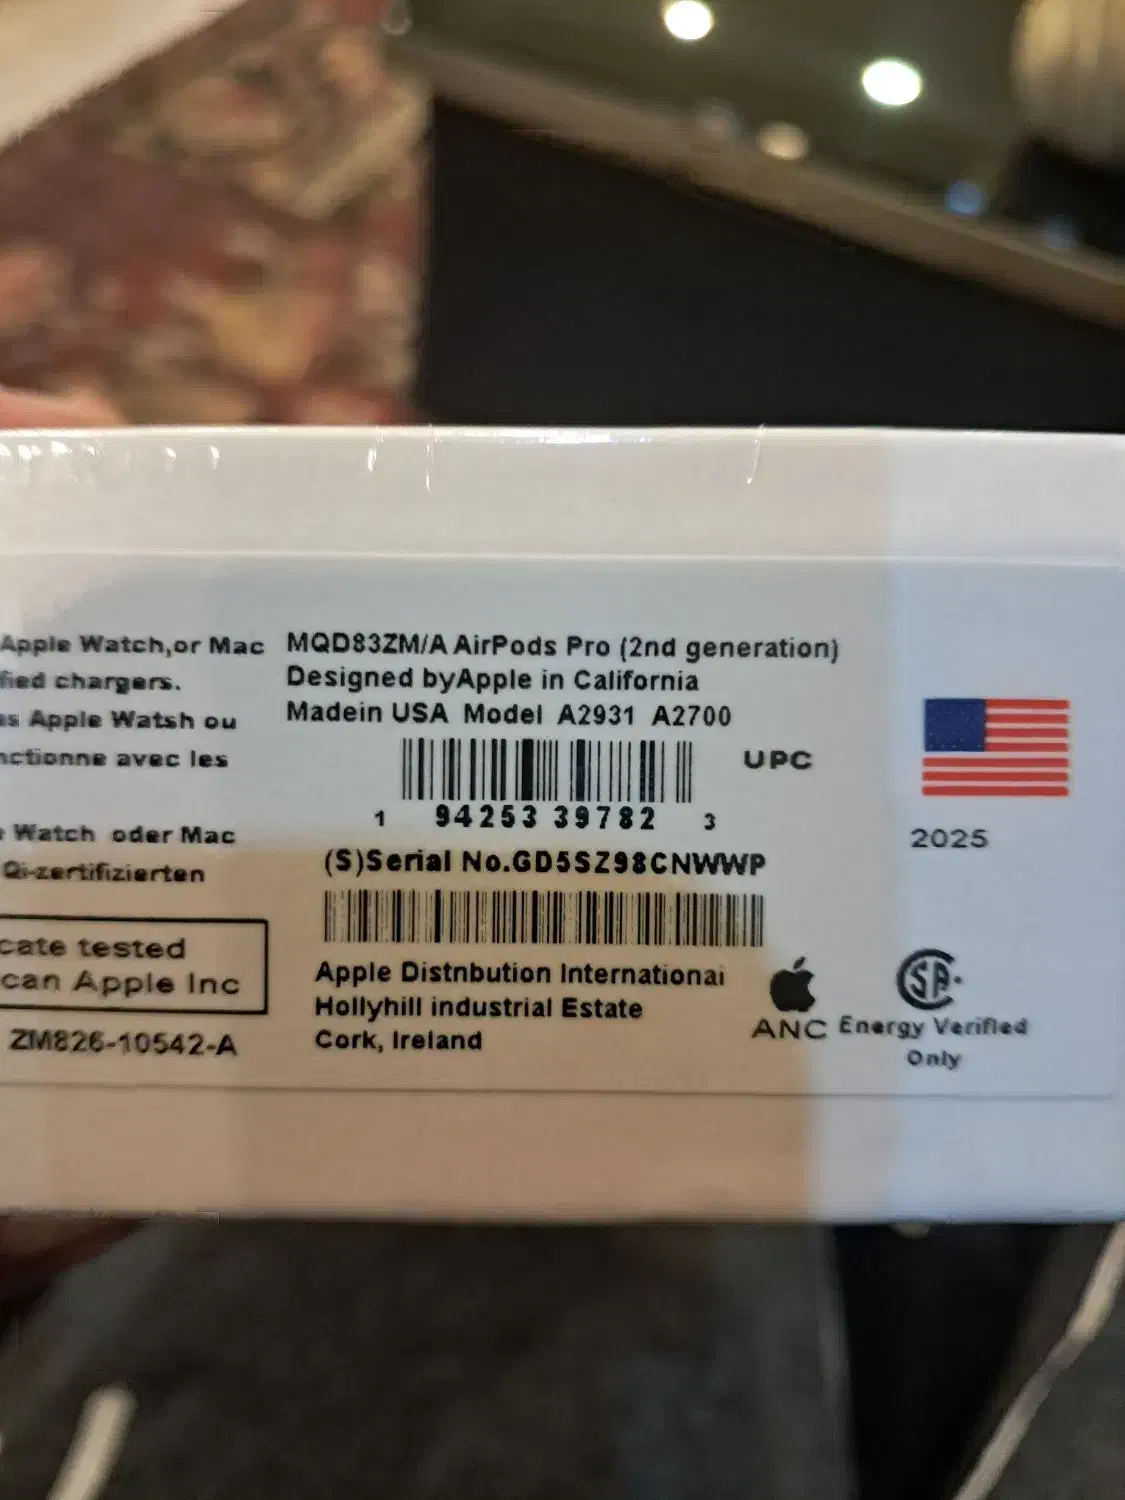 Apple Watch,or Mac
fied chargers.
as Apple Watsh ou
nctionne avec les
Watch oder Mac
Qi-zertifizierten
cate tested
can Apple Inc
ZM826-10542-A
MQD83ZM/A AirPods Pro (2nd generation)
Designed byApple in California
Madein USA Model A2931 A2700
UPC
1 94253 39782 3
(S)Serial No.GD5SZ98CNWWP
Apple Distnbution Internationai
Hollyhill industrial Estate
Cork, Ireland
2025
ANC
SA
Energy Verified
Only